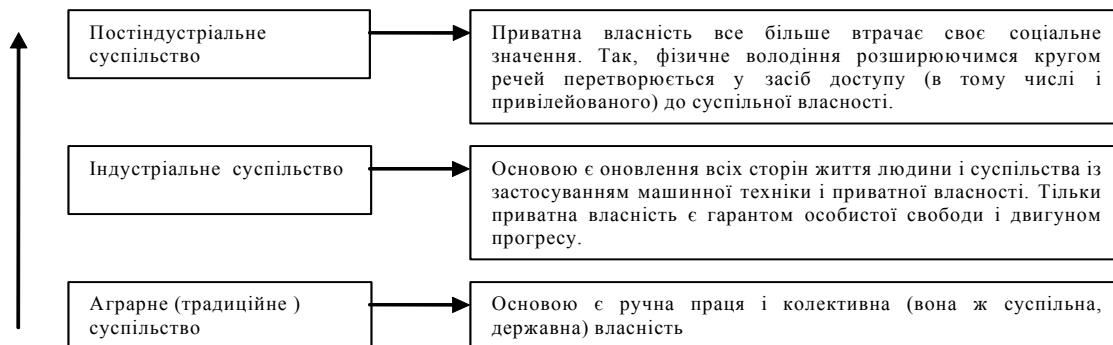 Постіндустріальне
суспільство
Приватна власність все більше втрачає своє соціальне
значення. Так, фізичне володіння розширюючимся кругом
речей перетворюється у засіб доступу (в тому числі і
привілейованого) до суспільної власності.
Індустріальне суспільство
Основою є оновлення всіх сторін життя людини і суспільства із
застосуванням машинної техніки і приватної власності. Тільки
приватна власність є гарантом особистої свободи і двигуном
прогресу.
Аграрне (традиційне )
суспільство
Основою є ручна праця і колективна (вона ж суспільна,
державна) власність